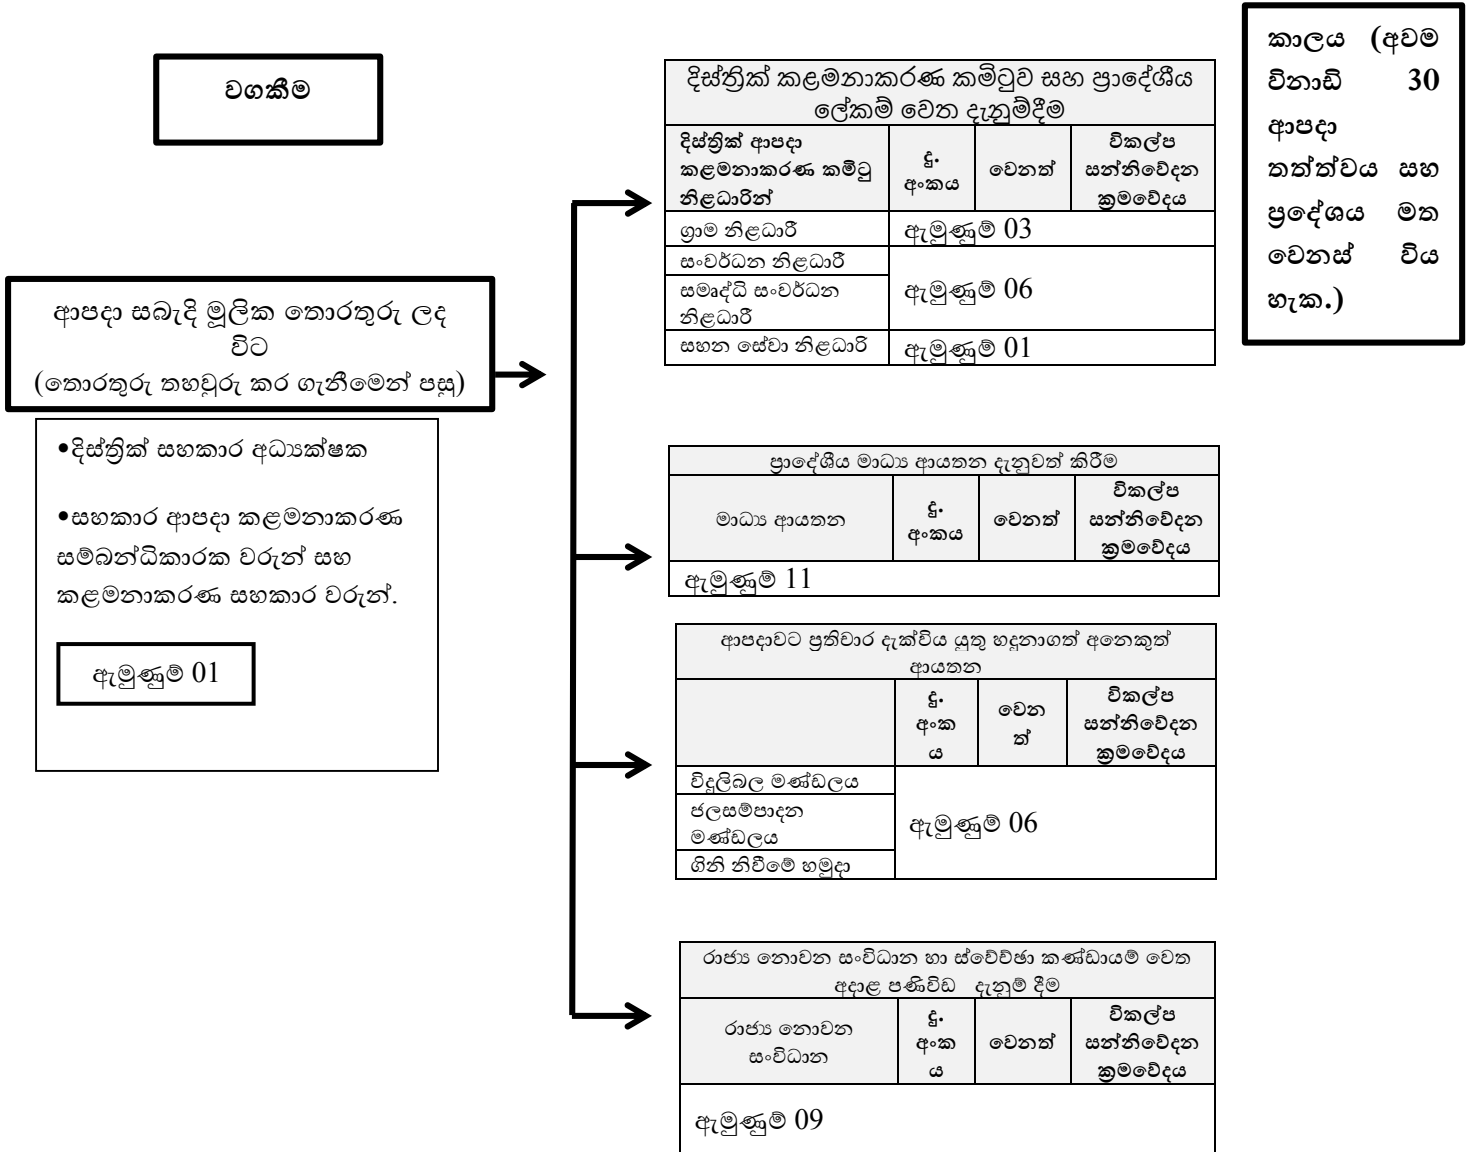 වගකීම
ආපදා සබැදි මූලික තොරතුරු ලද
විට
(තොරතුරු තහවුරු කර ගැනීමෙන් පසු)
•දිස්ත්‍රික් සහකාර අධ්‍යක්ෂක
•සහකාර ආපදා කළමනාකරණ
සම්බන්ධිකාරක වරුන් සහ
කළමනාකරණ සහකාර වරුන්.
ඇමුණුම් 01
දිස්ත්‍රික් කළමනාකරණ කමිටුව සහ ප්‍රාදේශීය
ලේකම් වෙත දැනුම්දීම
දිස්ත්‍රික් ආපදා
කළමනාකරණ කමිටු
නිළධාරින්
දු.
අංකය
වෙනත්
විකල්ප
සන්නිවේදන
ක්‍රමවේදය
ග්‍රාම නිළධාරී
ඇමුණුම් 03
සංවර්ධන නිළධාරී
සමෘද්ධි සංවර්ධන
නිළධාරී
ඇමුණුම් 06
සහන සේවා නිළධාරි
ඇමුණුම් 01
ප්‍රාදේශීය මාධ්‍ය ආයතන දැනුවත් කිරීම
මාධ්‍ය ආයතන
දු.
අංකය
වෙනත්
විකල්ප
සන්නිවේදන
ක්‍රමවේදය
ඇමුණුම් 11
ආපදාවට ප්‍රතිචාර දැක්විය යුතු හදුනාගත් අනෙකුත්
ආයතන
දු.
අංක
ය
වෙන
ත්
විකල්ප
සන්නිවේදන
ක්‍රමවේදය
විදුලිබල මණ්ඩලය
ජලසම්පාදන
මණ්ඩලය
ගිනි නිවීමේ හමුදා
ඇමුණුම් 06
රාජ්‍ය නොවන සංවිධාන හා ස්වේච්ඡා කණ්ඩායම් වෙත
අදාළ පණිවිඩ දැනුම් දීම
රාජ්‍ය නොවන
සංවිධාන
දු.
අංක
ය
වෙනත්
විකල්ප
සන්නිවේදන
ක්‍රමවේදය
ඇමුණුම් 09
කාලය (අවම
විනාඩි 30
ආපදා
තත්ත්වය සහ
ප්‍රදේශය මත
වෙනස් විය
හැක.)